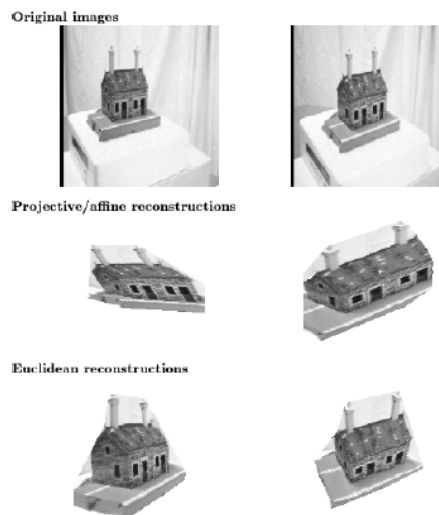 Original images
Projective/affine reconstructions
Euclidean reconstructions